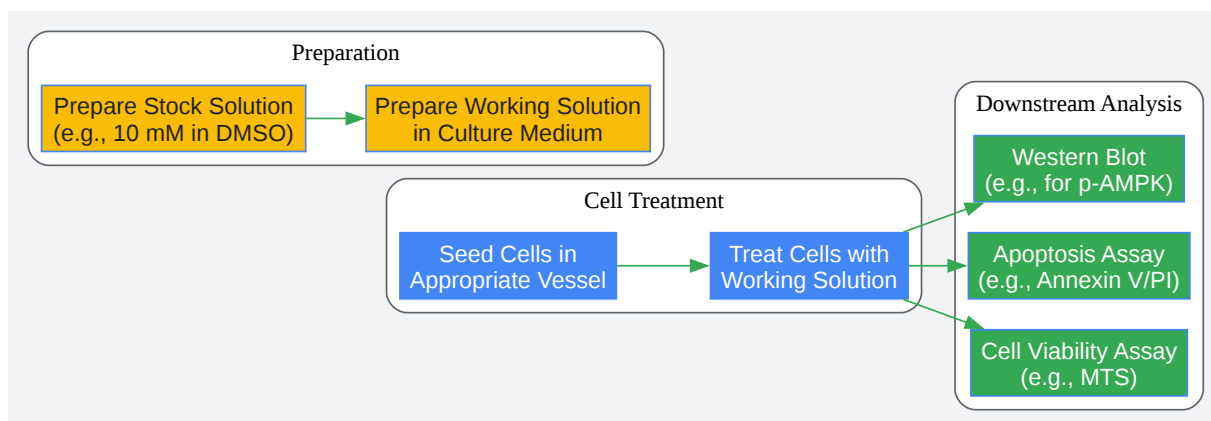 Preparation
Prepare Stock Solution
(e.g., 10 mM in DMSO)
Prepare Working Solution
in Culture Medium
Cell Treatment
Seed Cells in
Appropriate Vessel
Treat Cells with
Working Solution
Downstream Analysis
Western Blot
(e.g., for p-AMPK)
Apoptosis Assay
(e.g., Annexin V/PI)
Cell Viability Assay
(e.g., MTS)